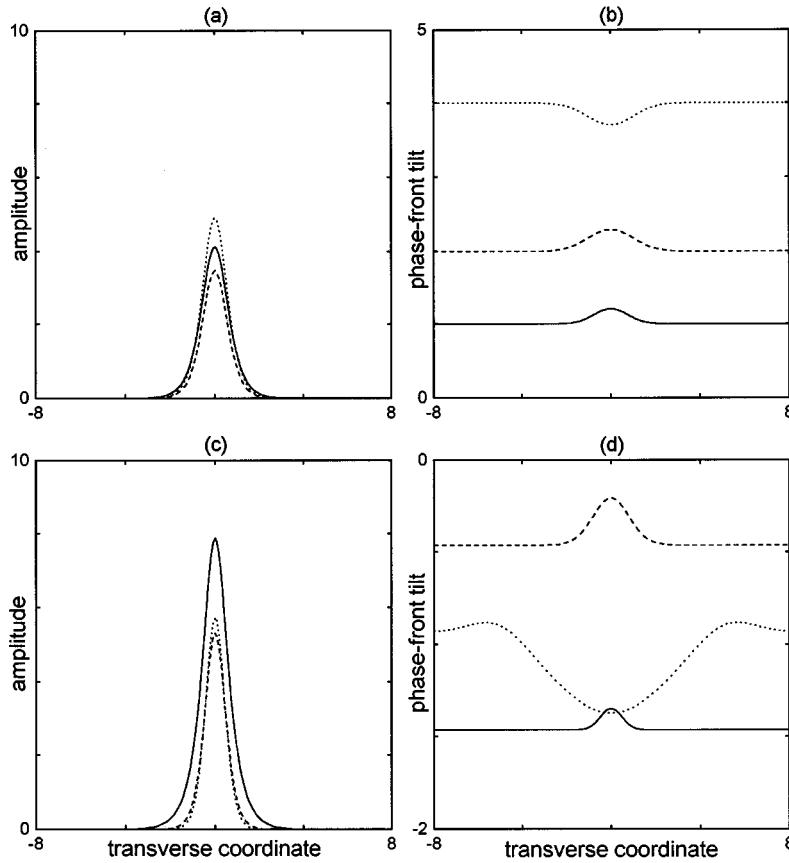 (a)
10
amplitude
0
-8
8
(b)
5
phase-front tilt
0
-8
8
(c)
10
amplitude
0
-8
transverse coordinate
8
(d)
0
phase-front tilt
-2
-8
transverse coordinate
8